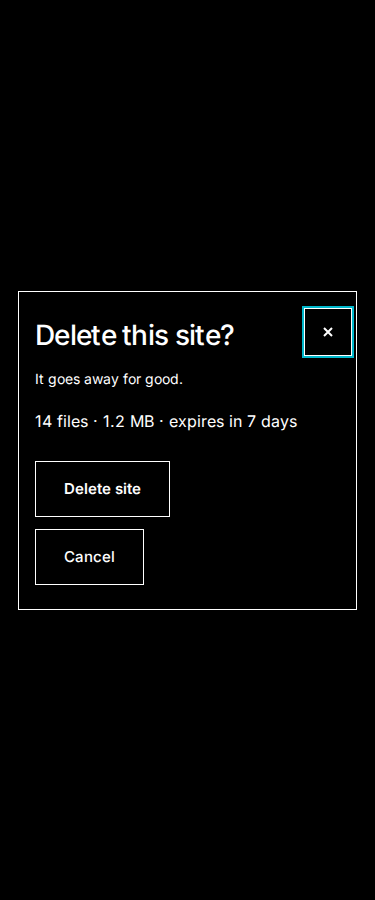 Delete this site?
×
It goes away for good.
14 files · 1.2 MB · expires in 7 days
Delete site
Cancel